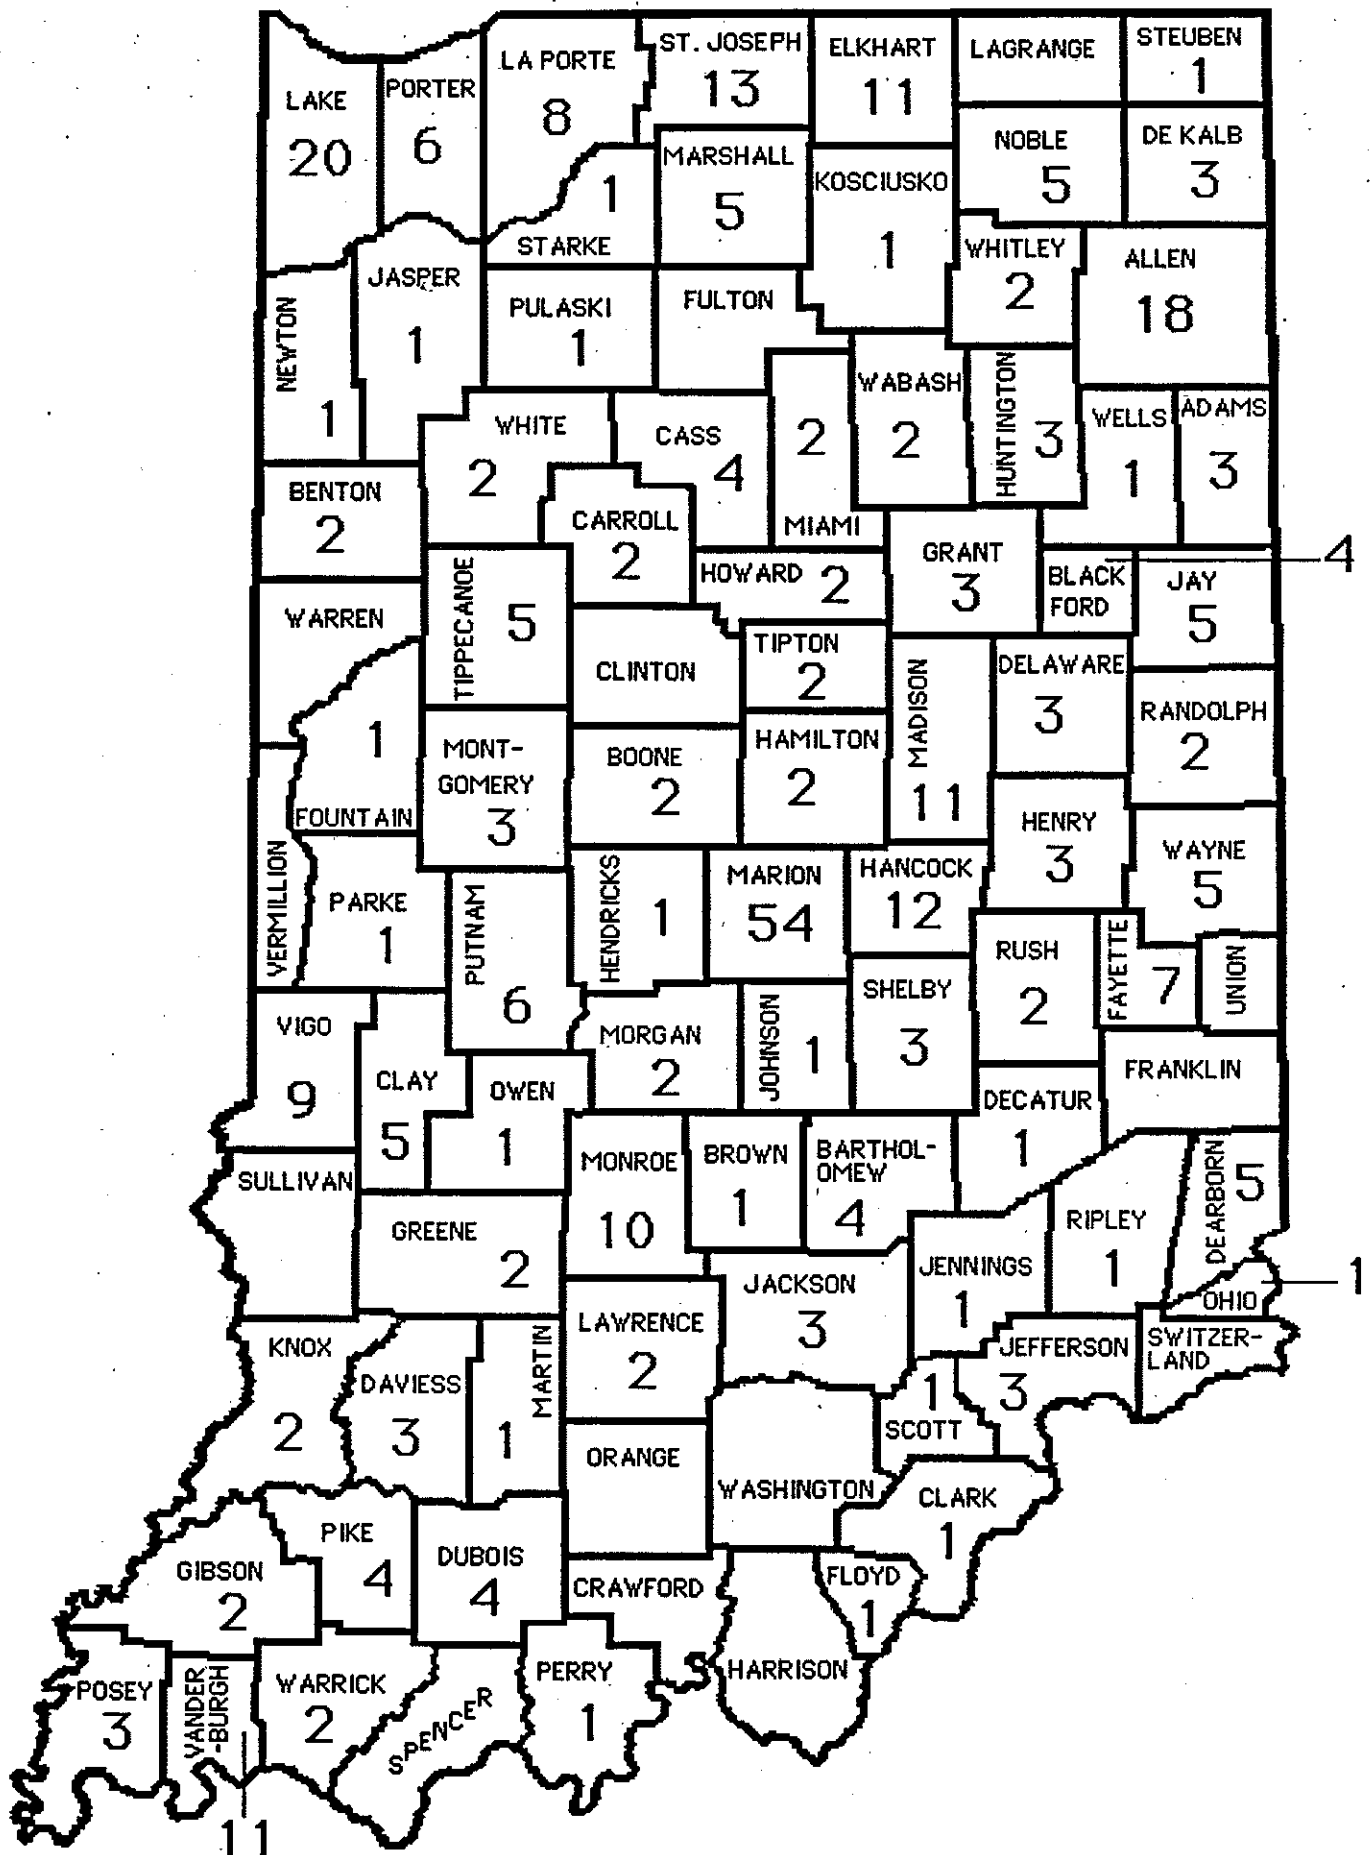 LAKE
20
PORTER
6
LA PORTE
8
ST. JOSEPH
13
ELKHART
11
LAGRANGE
STEUBEN
1
MARSHALL
5
KOSCIUSKO
1
NOBLE
5
DE KALB
3
1
STARKE
WHITLEY
2
ALLEN
18
NEWTON
1
JASPER
1
PULASKI
1
FULTON
WABASH
2
HUNTINGTON
3
WELLS
1
ADAMS
3
WHITE
2
CASS
4
2
MIAMI
BENTON
2
CARROLL
2
HOWARD 2
GRANT
3
BLACK
FORD
4
JAY
5
WARREN
TIPPECANOE
5
CLINTON
TIPTON
2
MADISON
11
DELAWARE
3
RANDOLPH
2
1
FOUNTAIN
MONT-
GOMERY
3
BOONE
2
HAMILTON
2
HENRY
3
WAYNE
5
VERMILLION
PARKE
1
PUTNAM
6
HENDRICKS
1
MARION
54
HANCOCK
12
RUSH
2
FAYETTE
7
UNION
VIGO
9
CLAY
5
OWEN
1
MORGAN
2
JOHNSON
1
SHELBY
3
DECATUR
1
FRANKLIN
SULLIVAN
GREENE
2
MONROE
10
BROWN
1
BARTHOL-
OMEW
4
JENNINGS
1
RIPLEY
1
DEARBORN
5
OHIO
1
KNOX
2
DAVIESS
3
MARTIN
1
LAWRENCE
2
JACKSON
3
1
SCOTT
JEFFERSON
3
SWITZER-
LAND
ORANGE
WASHINGTON
CLARK
1
GIBSON
2
PIKE
4
DUBOIS
4
CRAWFORD
FLOYD
1
HARRISON
POSEY
3
VANDER
-BURGH
11
WARRICK
2
SPENCER
PERRY
1